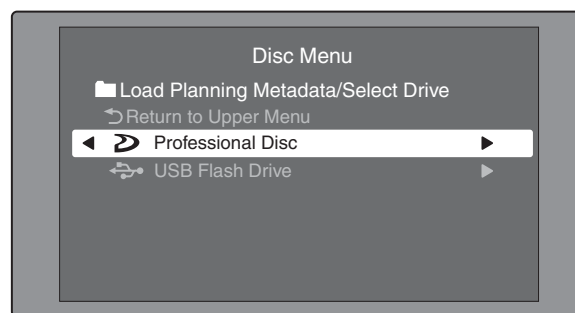 Disc Menu
Load Planning Metadata/Select Drive
Return to Upper Menu
Professional Disc
USB Flash Drive